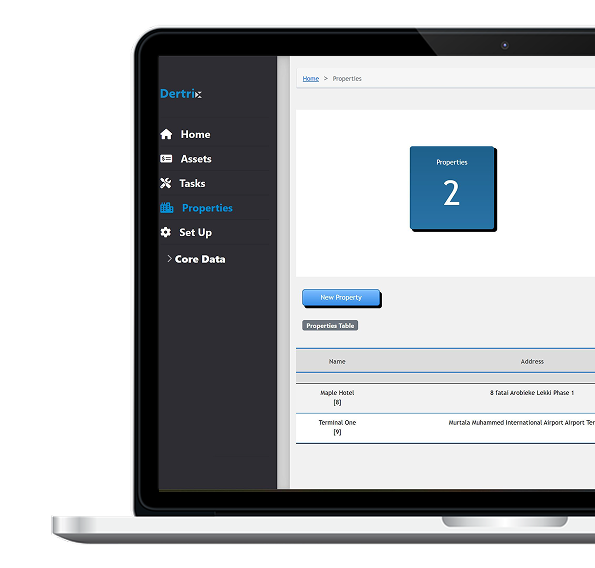 Home > Properties
Dertrix
Properties
2
Home
Assets
Tasks
Properties
Set Up
> Core Data
New Property
Properties Table
Name Address
Maple Hotel 8 fatai Arobieke Lekki Phase 1
[8]
Terminal One Murtala Muhammed International Airport Airport Ter
[9]